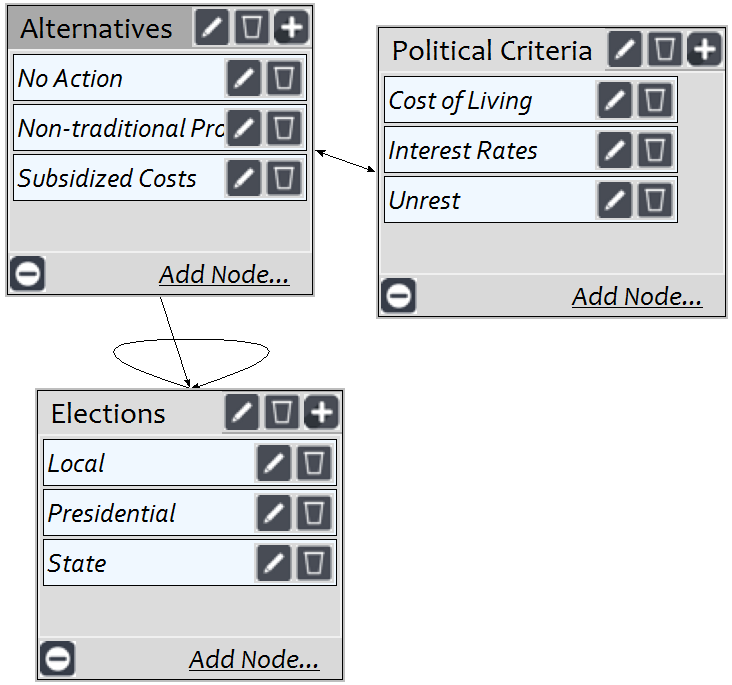 Alternatives
No Action
Non-traditional Pro
Subsidized Costs
Add Node...
Political Criteria
Cost of Living
Interest Rates
Unrest
Add Node...
Elections
Local
Presidential
State
Add Node...